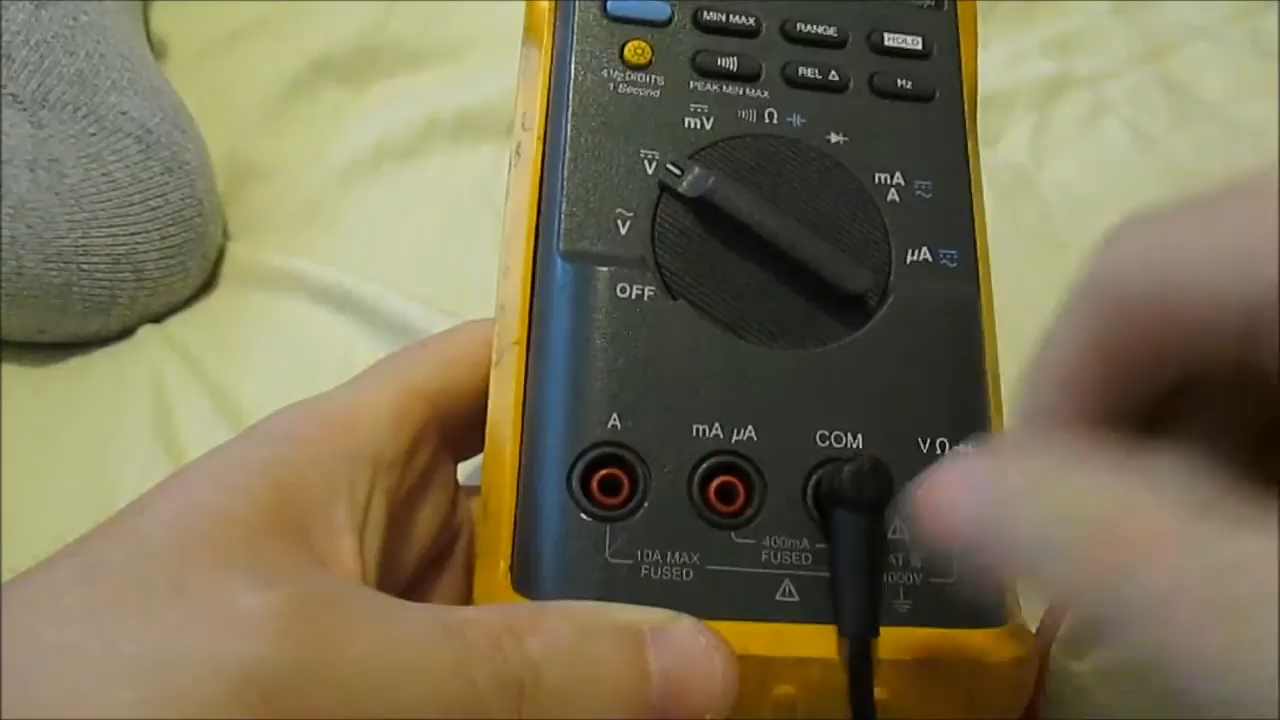 MIN MAX
RANGE
HOLD
4½ DIGITS
1 Second
PEAK MIN MAX
REL Δ
Hz
mV
Ω
V
mA
A
V
µA
OFF
A
mA µA
COM
V Ω
10A MAX
FUSED
400mA
FUSED
1000V